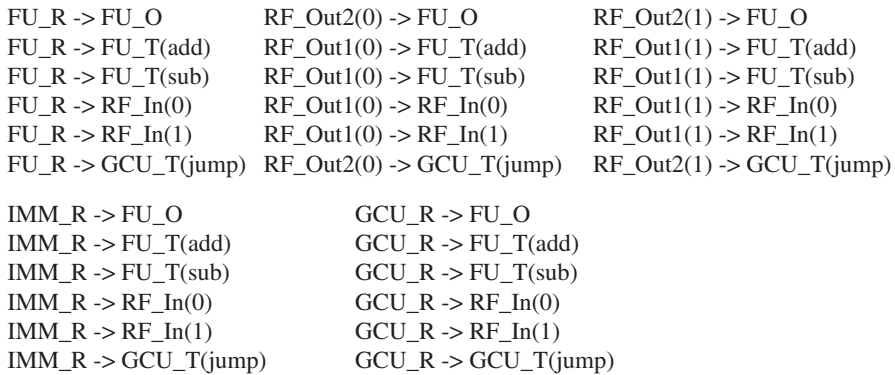 FU_R -> FU_O RF_Out2(0) -> FU_O RF_Out2(1) -> FU_O
FU_R -> FU_T(add) RF_Out1(0) -> FU_T(add) RF_Out1(1) -> FU_T(add)
FU_R -> FU_T(sub) RF_Out1(0) -> FU_T(sub) RF_Out1(1) -> FU_T(sub)
FU_R -> RF_In(0) RF_Out1(0) -> RF_In(0) RF_Out1(1) -> RF_In(0)
FU_R -> RF_In(1) RF_Out1(0) -> RF_In(1) RF_Out1(1) -> RF_In(1)
FU_R -> GCU_T(jump) RF_Out2(0) -> GCU_T(jump) RF_Out2(1) -> GCU_T(jump)
IMM_R -> FU_O GCU_R -> FU_O
IMM_R -> FU_T(add) GCU_R -> FU_T(add)
IMM_R -> FU_T(sub) GCU_R -> FU_T(sub)
IMM_R -> RF_In(0) GCU_R -> RF_In(0)
IMM_R -> RF_In(1) GCU_R -> RF_In(1)
IMM_R -> GCU_T(jump) GCU_R -> GCU_T(jump)